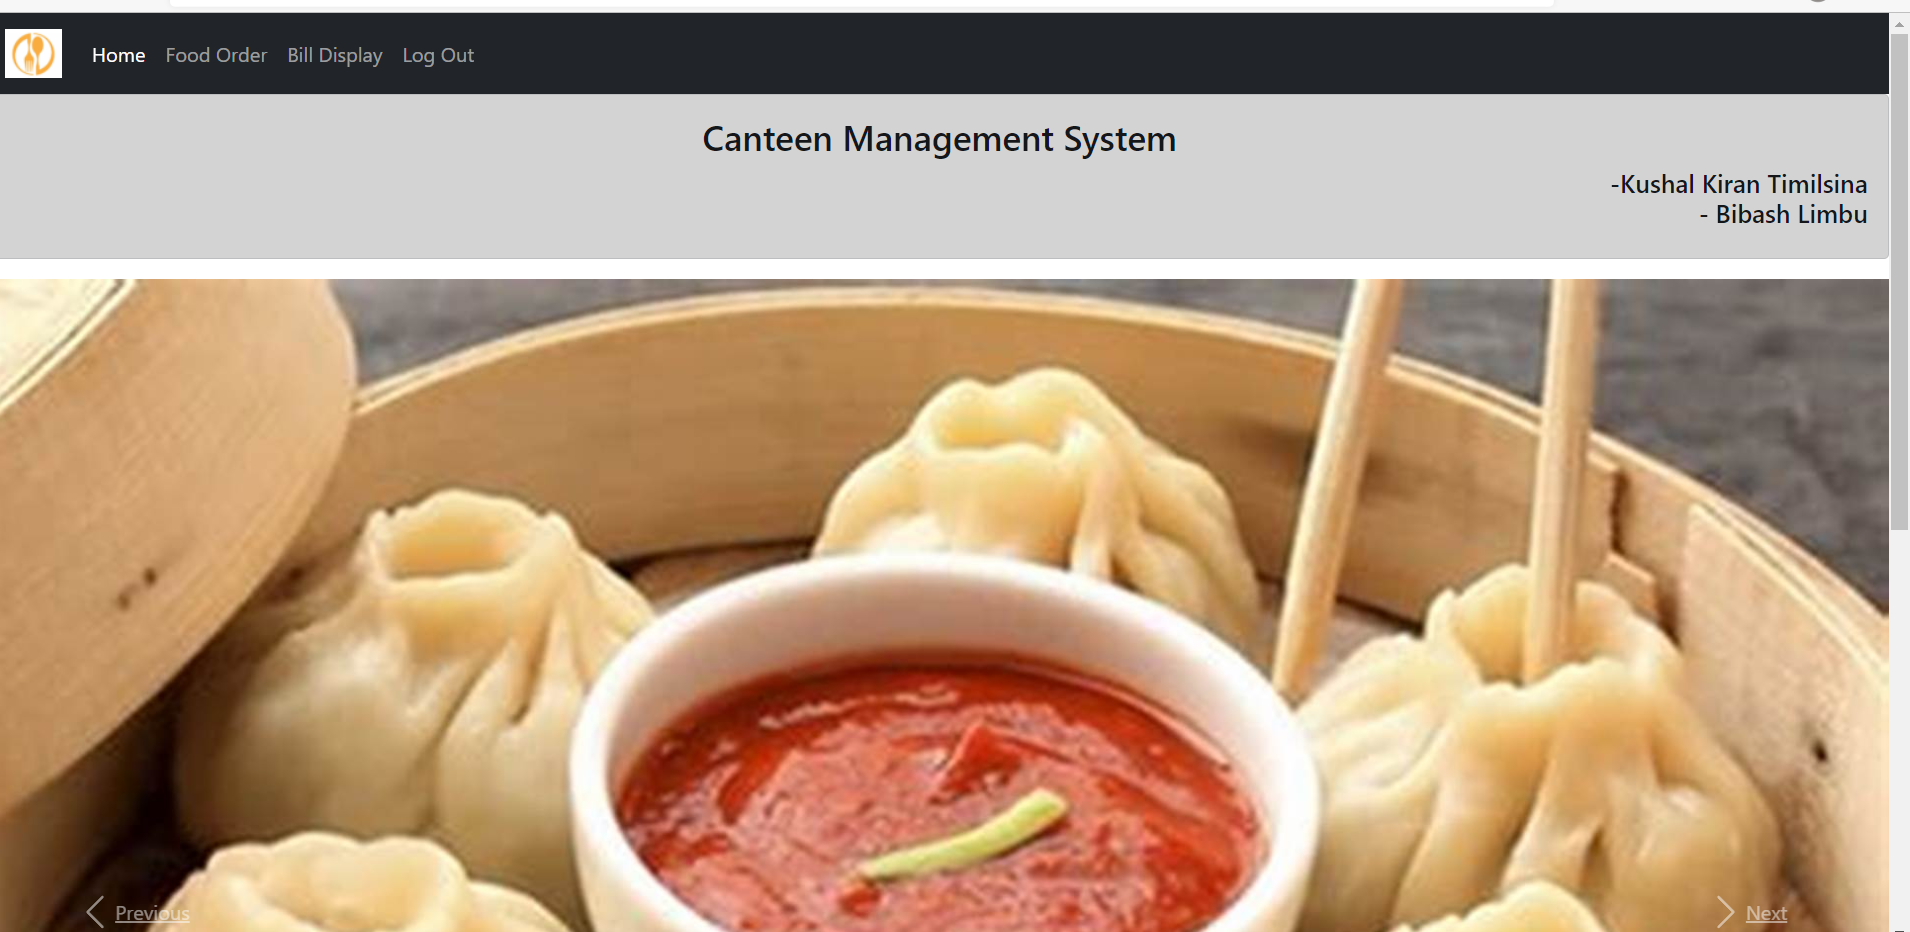 Home Food Order Bill Display Log Out
Canteen Management System
-Kushal Kiran Timilsina
- Bibash Limbu
Previous Next